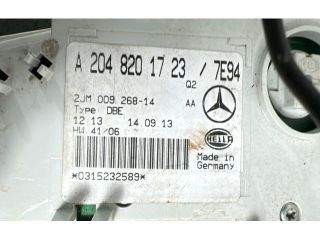 A 204 820 17 23 / 7E94
Q2
2JM 009 268-14 AA
Type DBE
12 13 14 09 13
HW 41/06
HELLA
Made in
Germany
*0315232589*